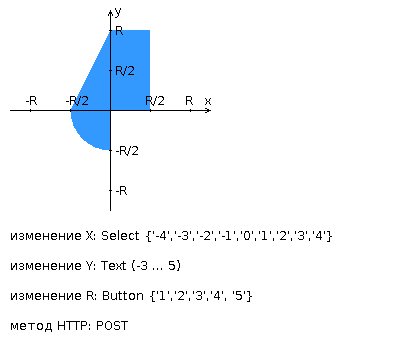 y
R
R/2
-R -R/2 R/2 R x
-R/2
-R
изменение X: Select {'-4','-3','-2','-1','0','1','2','3','4'}
изменение Y: Text (-3 ... 5)
изменение R: Button {'1','2','3','4', '5'}
метод HTTP: POST